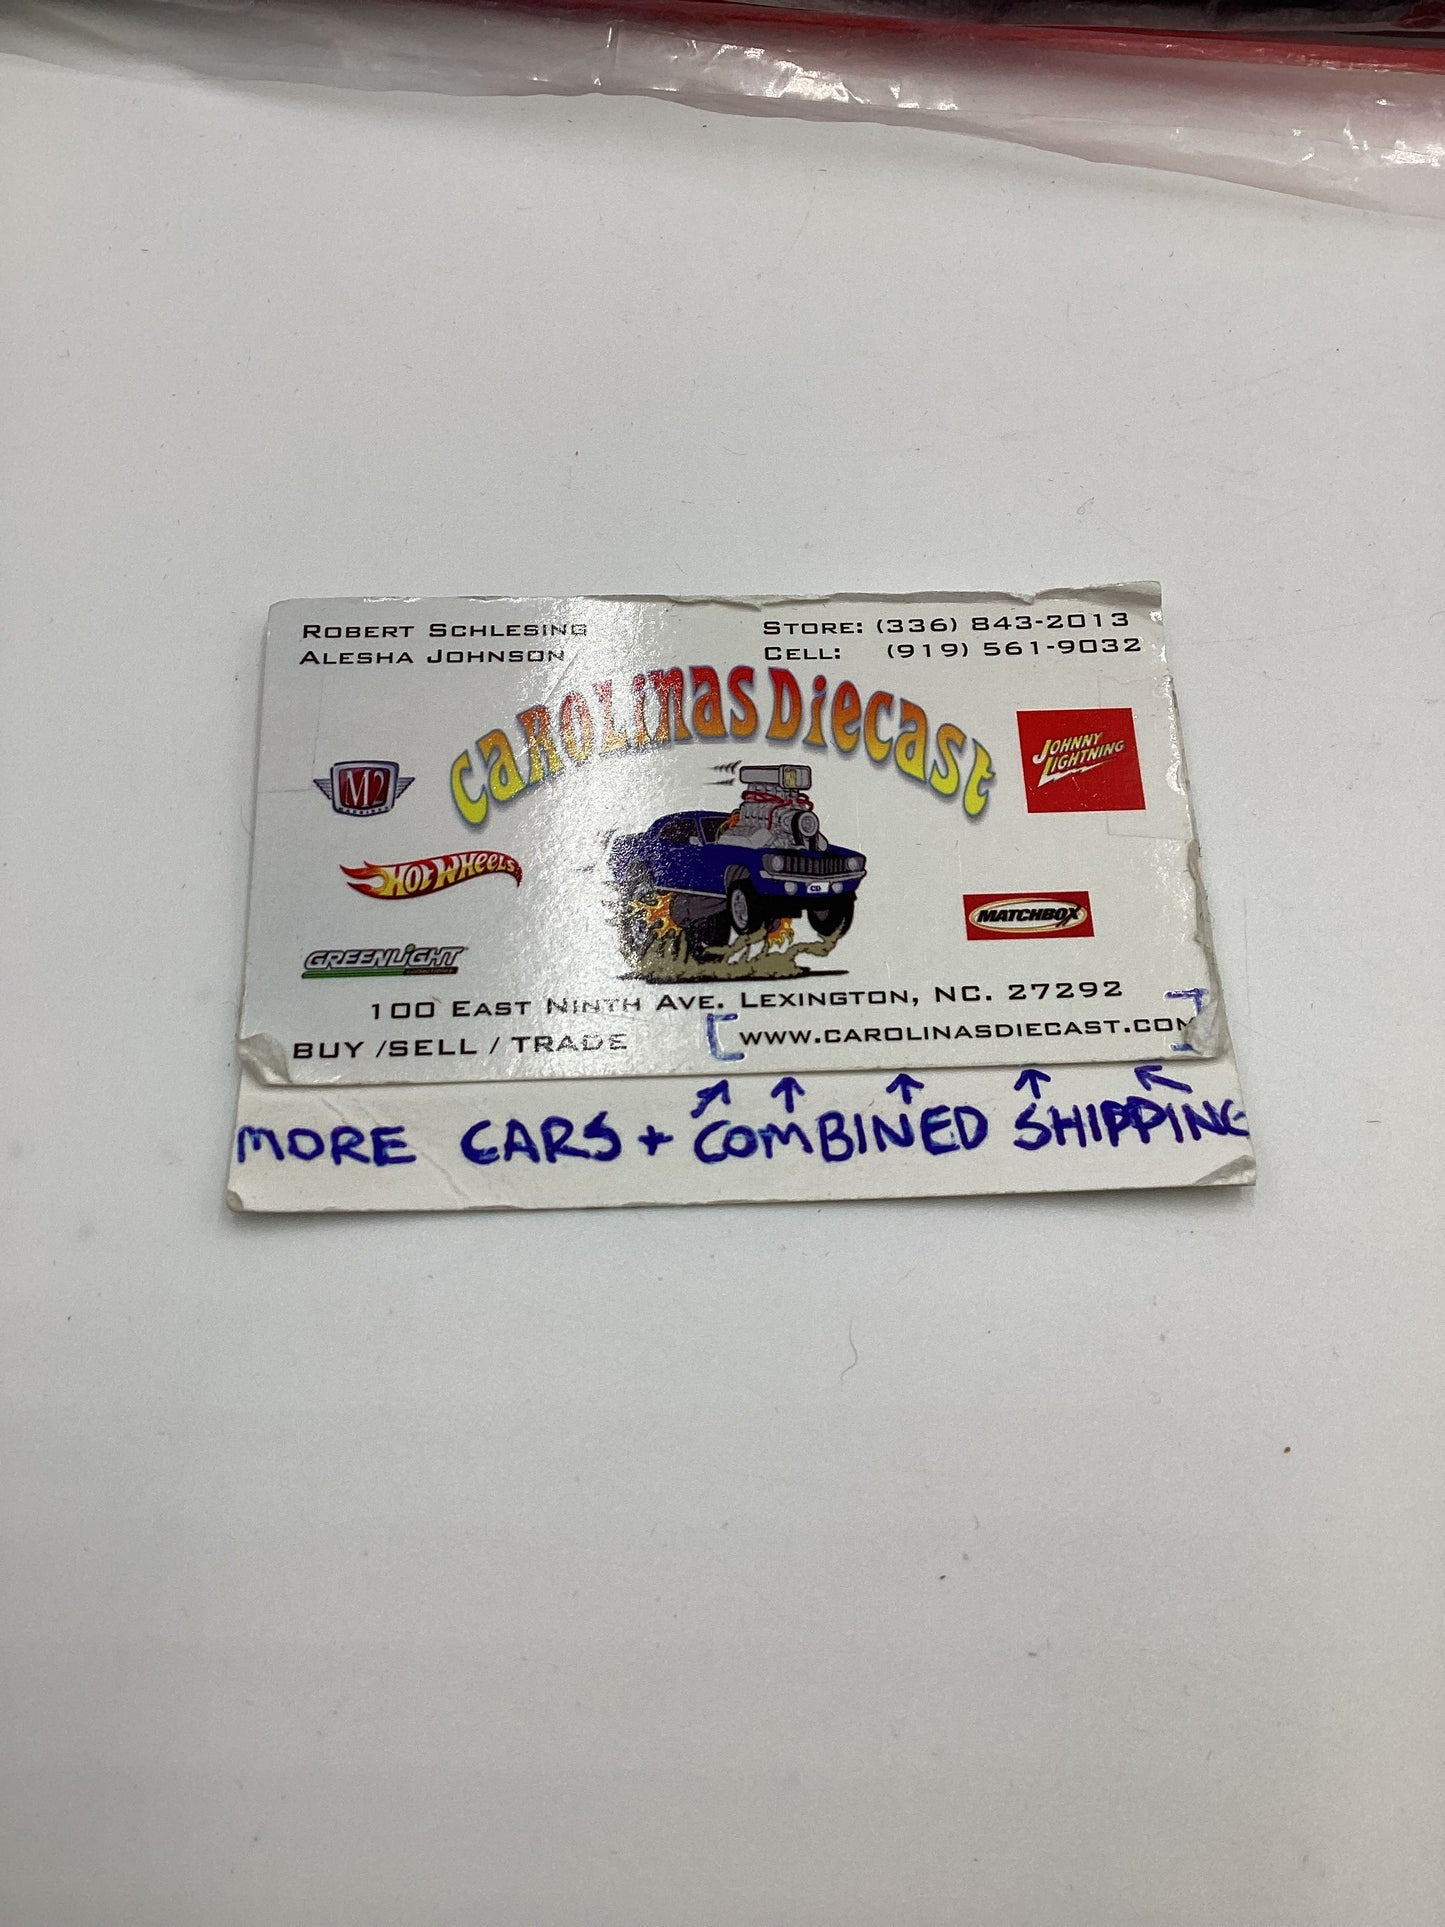 ROBERT SCHLESING
ALESHA JOHNSON
STORE: (336) 843-2013
CELL: (919) 561-9032
CAROLINAS DIECAST
M2
JOHNNY
LIGHTNING
HOT WHEELS
MATCHBOX
GREENLIGHT
collectibles
CD
100 EAST NINTH AVE. LEXINGTON, NC. 27292
BUY /SELL / TRADE
[WWW.CAROLINASDIECAST.COM]
MORE CARS + COMBINED SHIPPING